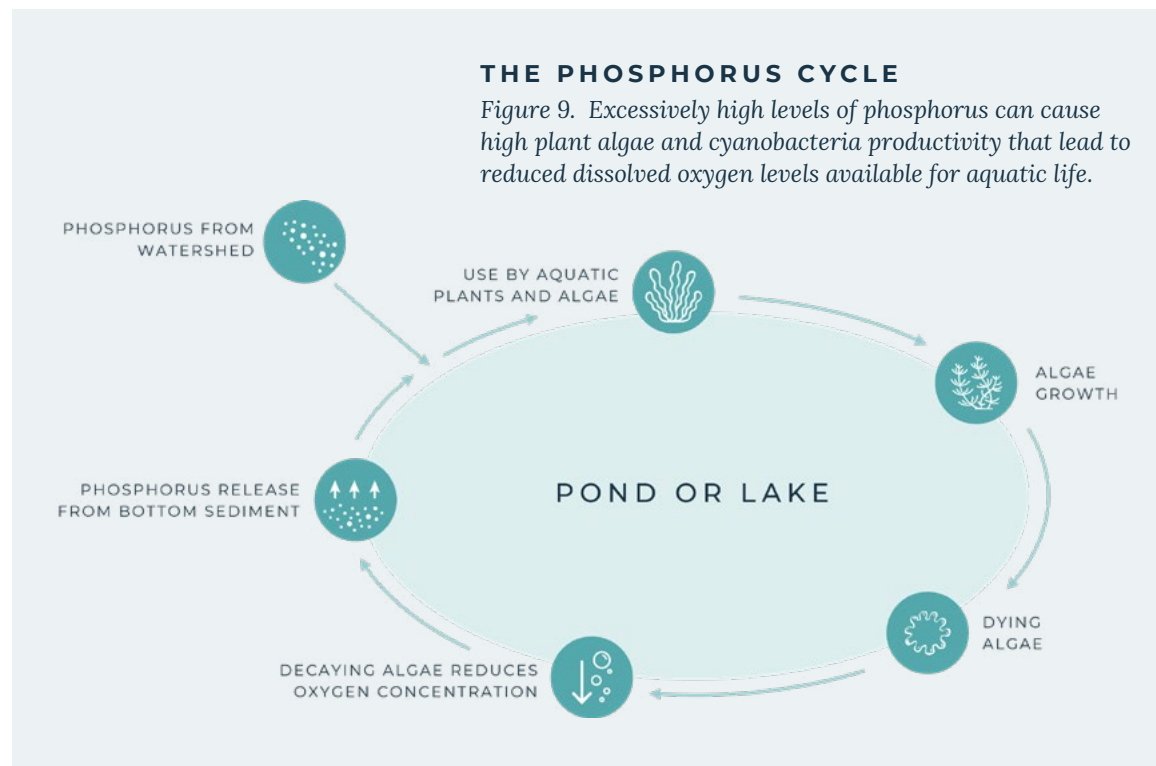 THE PHOSPHORUS CYCLE
Figure 9. Excessively high levels of phosphorus can cause
high plant algae and cyanobacteria productivity that lead to
reduced dissolved oxygen levels available for aquatic life.
PHOSPHORUS FROM
WATERSHED
USE BY AQUATIC
PLANTS AND ALGAE
ALGAE
GROWTH
PHOSPHORUS RELEASE
FROM BOTTOM SEDIMENT
POND OR LAKE
DYING
ALGAE
DECAYING ALGAE REDUCES
OXYGEN CONCENTRATION